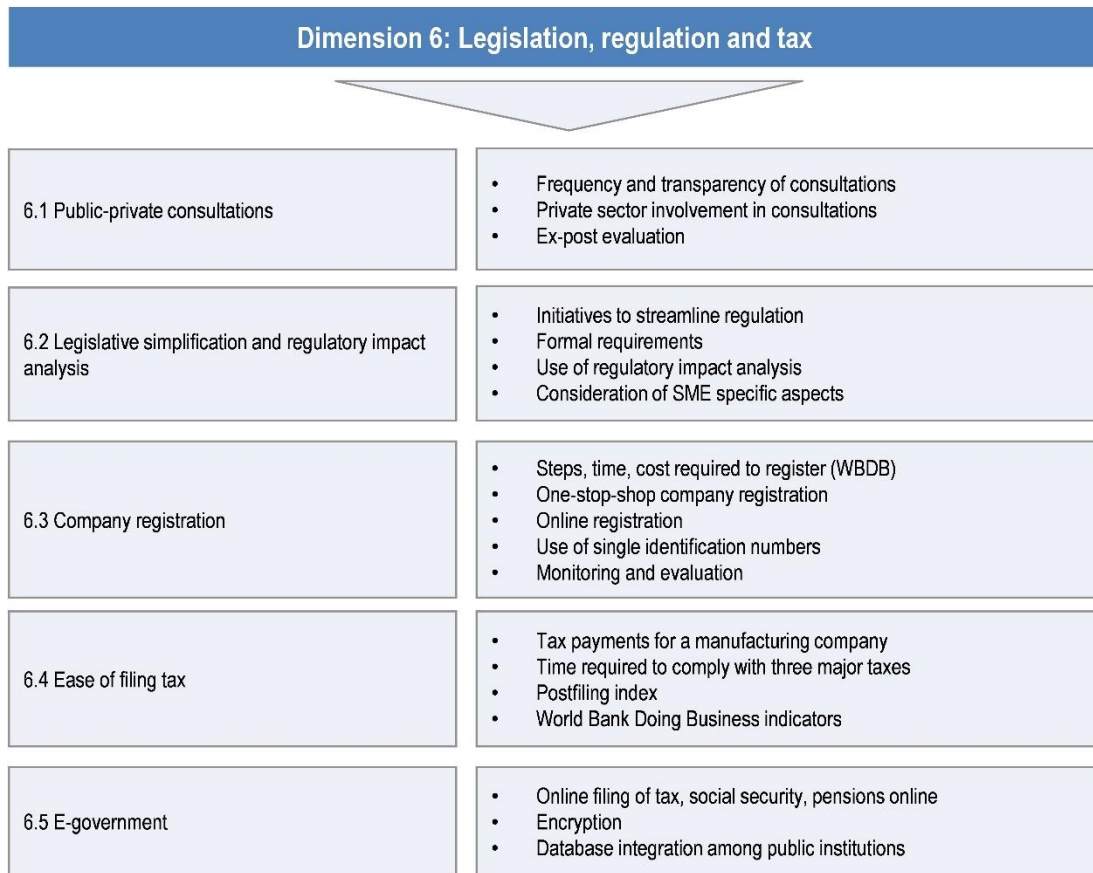 Dimension 6: Legislation, regulation and tax
6.1 Public-private consultations
• Frequency and transparency of consultations
• Private sector involvement in consultations
• Ex-post evaluation
6.2 Legislative simplification and regulatory impact
analysis
• Initiatives to streamline regulation
• Formal requirements
• Use of regulatory impact analysis
• Consideration of SME specific aspects
6.3 Company registration
• Steps, time, cost required to register (WBDB)
• One-stop-shop company registration
• Online registration
• Use of single identification numbers
• Monitoring and evaluation
6.4 Ease of filing tax
• Tax payments for a manufacturing company
• Time required to comply with three major taxes
• Postfiling index
• World Bank Doing Business indicators
6.5 E-government
• Online filing of tax, social security, pensions online
• Encryption
• Database integration among public institutions